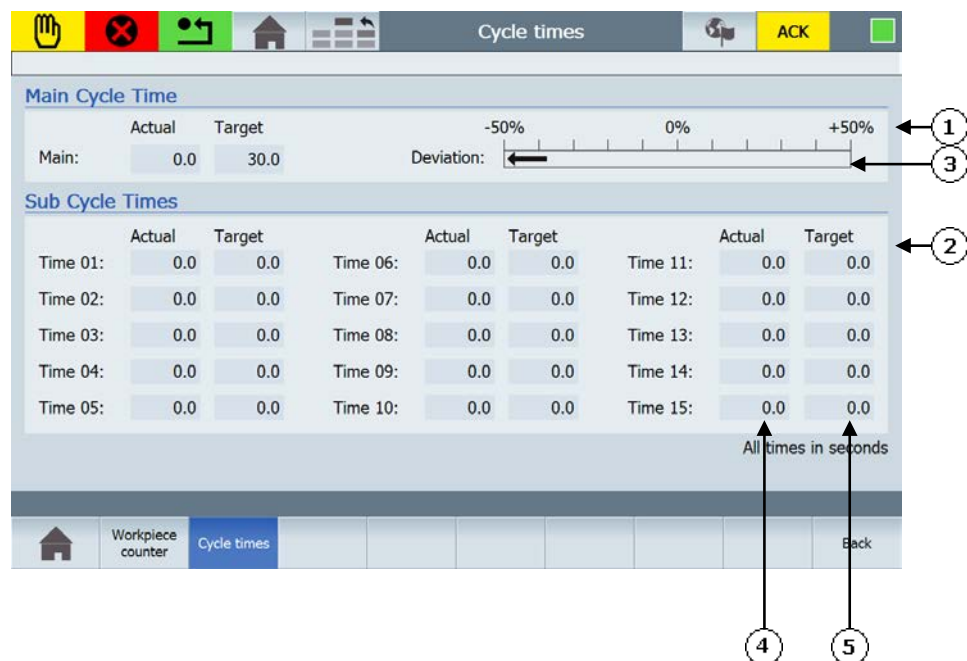 Cycle times ACK
Main Cycle Time
Actual Target -50% 0% +50% 1
Main: 0.0 30.0 Deviation: 3
Sub Cycle Times
Actual Target Actual Target Actual Target 2
Time 01: 0.0 0.0 Time 06: 0.0 0.0 Time 11: 0.0 0.0
Time 02: 0.0 0.0 Time 07: 0.0 0.0 Time 12: 0.0 0.0
Time 03: 0.0 0.0 Time 08: 0.0 0.0 Time 13: 0.0 0.0
Time 04: 0.0 0.0 Time 09: 0.0 0.0 Time 14: 0.0 0.0
Time 05: 0.0 0.0 Time 10: 0.0 0.0 Time 15: 0.0 0.0
All times in seconds
Workpiece
counter Cycle times Back
4 5